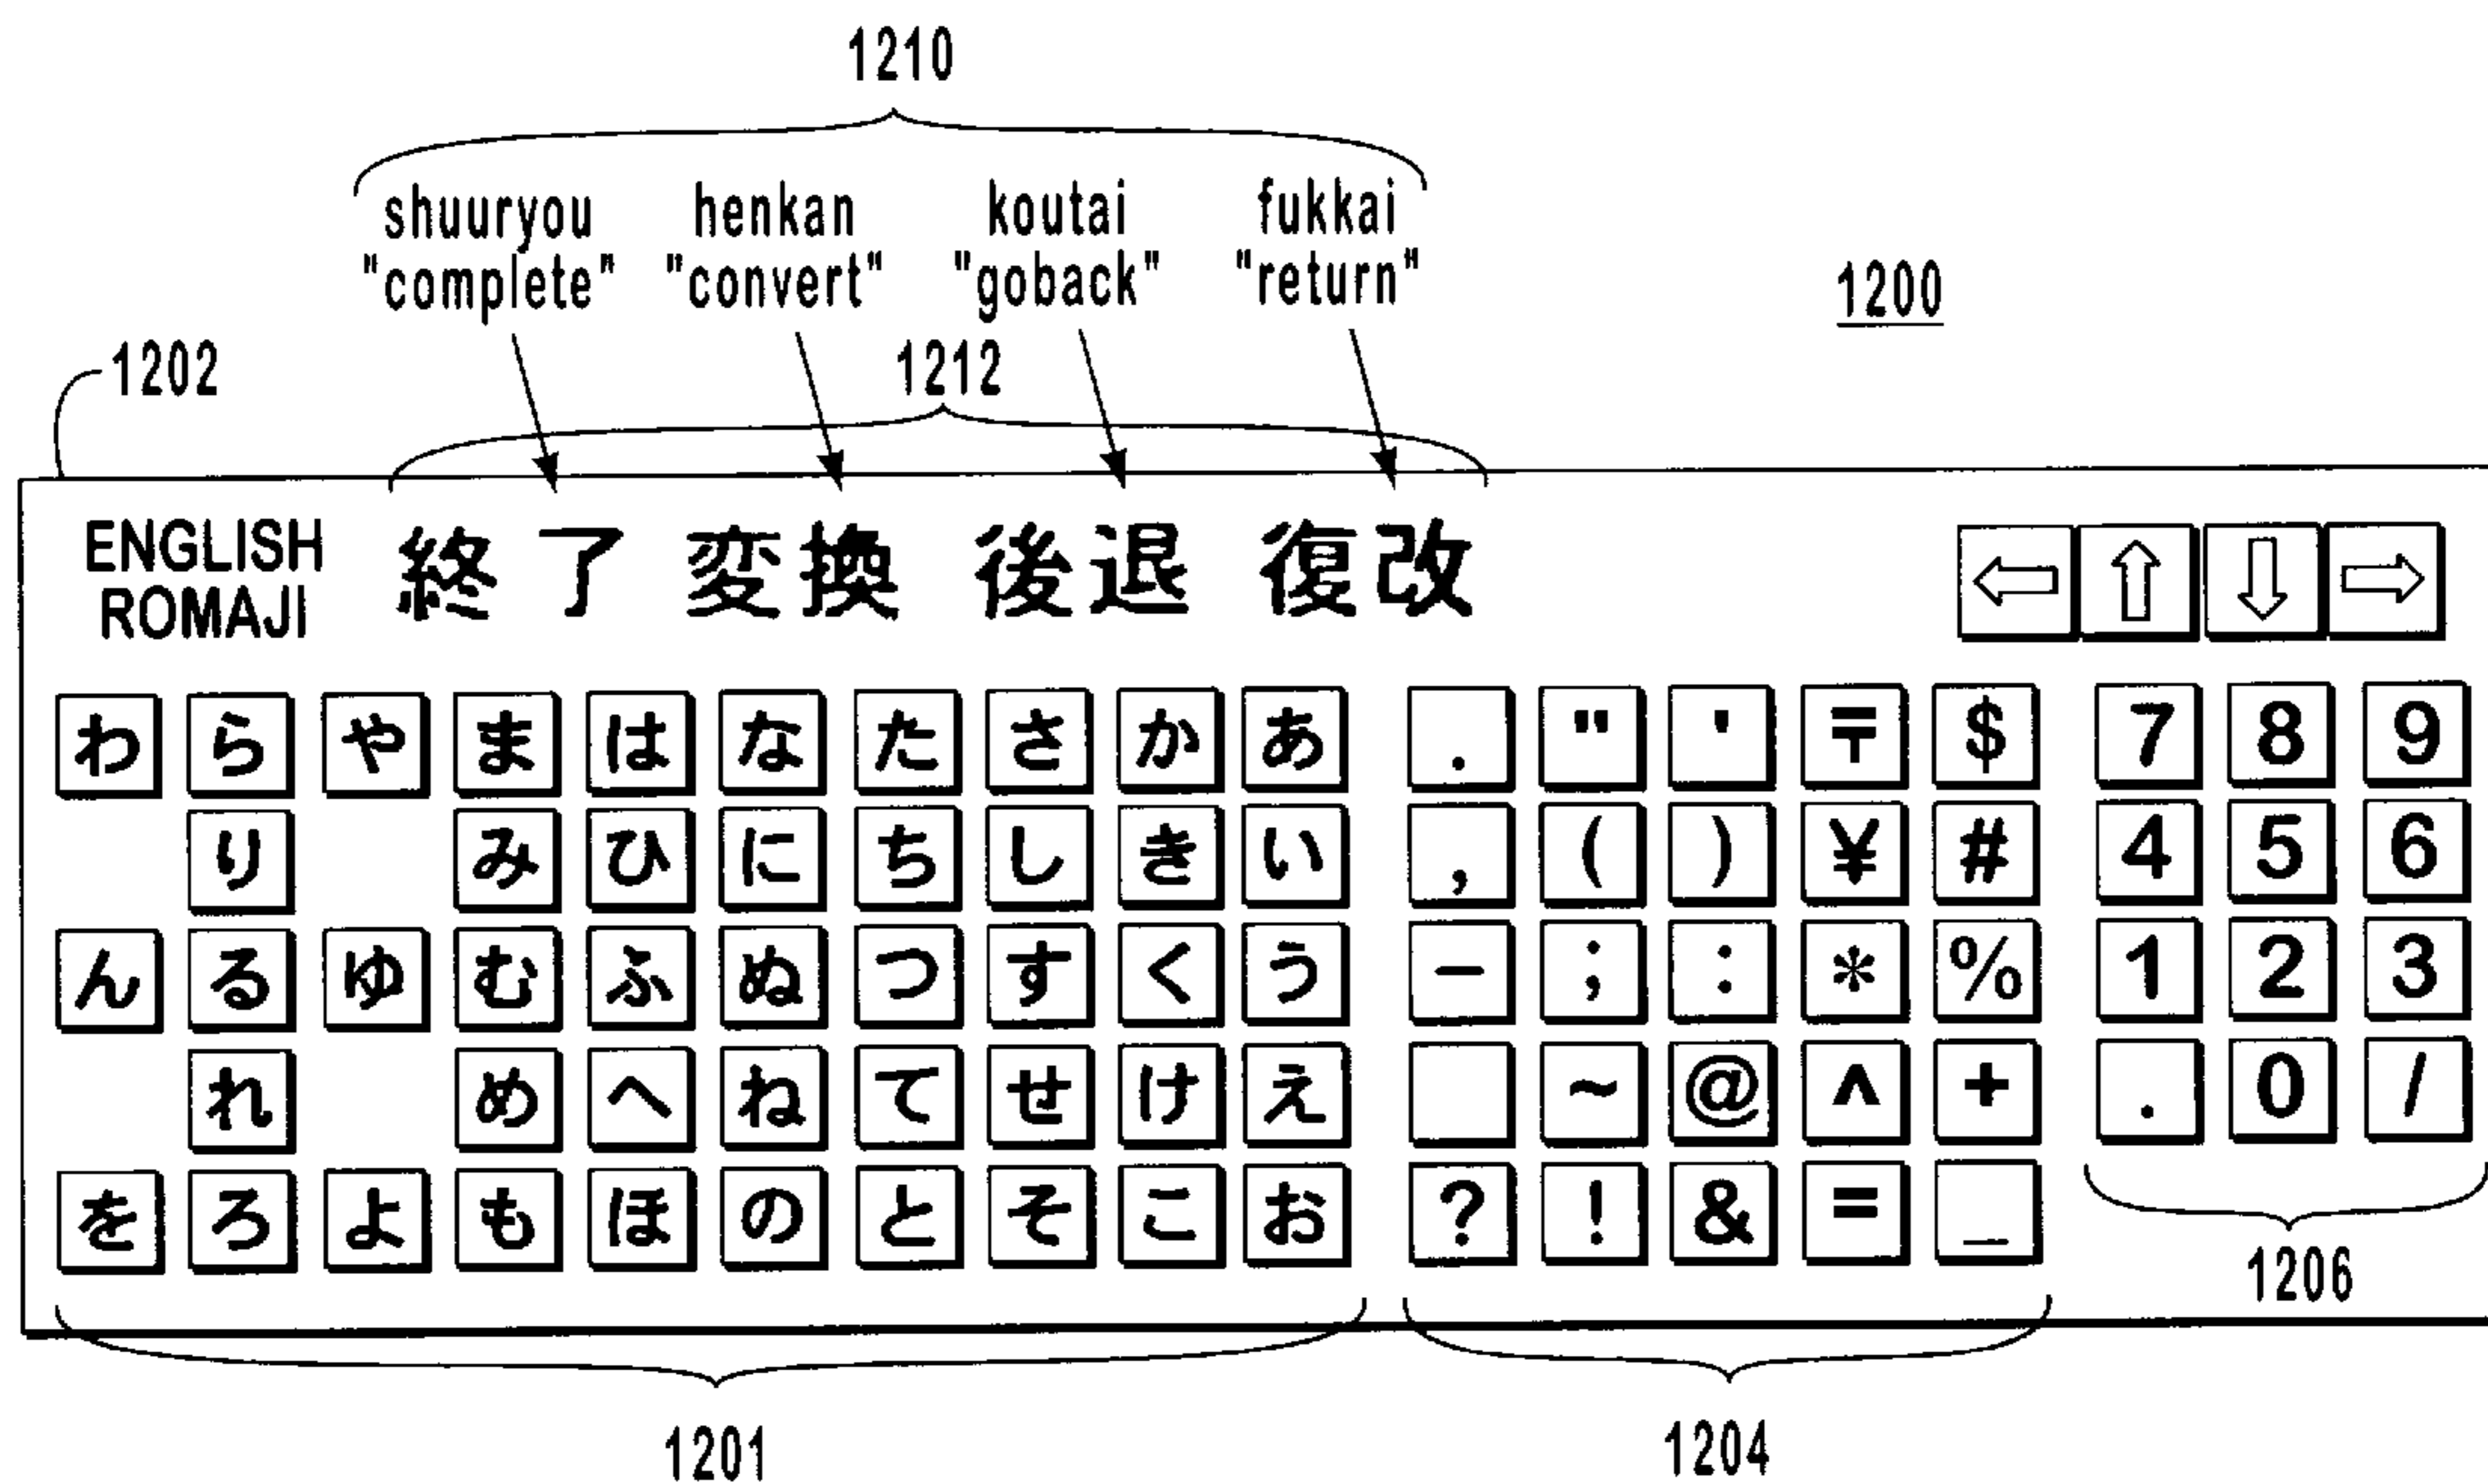 1210
shuuryou henkan koutai fukkai
"complete" "convert" "goback" "return"
1200
1202 1212
ENGLISH
ROMAJI
終了 変換 後退 復改
← ↑ ↓ →
わ ら や ま は な た さ か あ . " ' 〒 $ 7 8 9
り み ひ に ち し き い , ( ) ¥ # 4 5 6
ん る ゆ む ふ ぬ つ す く う – ; : * % 1 2 3
れ め へ ね て せ け え ~ @ ^ + . 0 /
を ろ よ も ほ の と そ こ お ? ! & = _
1206
1201 1204